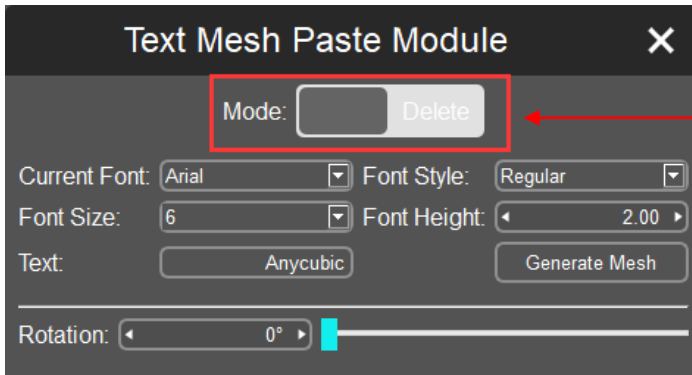 Text Mesh Paste Module
Mode: Delete
Current Font: Arial Font Style: Regular
Font Size: 6 Font Height: 2.00
Text: Anycubic Generate Mesh
Rotation: 0°